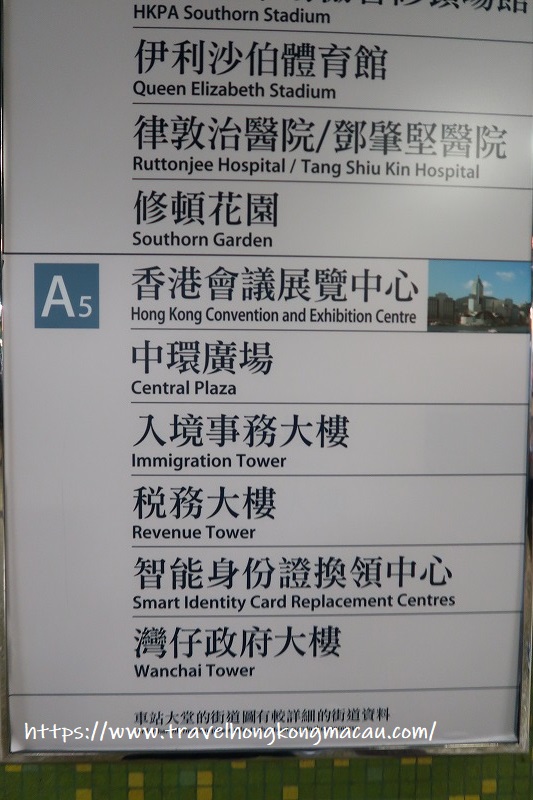 HKPA Southorn Stadium
伊利沙伯體育館
Queen Elizabeth Stadium
律敦治醫院/鄧肇堅醫院
Ruttonjee Hospital / Tang Shiu Kin Hospital
修頓花園
Southorn Garden
A5
香港會議展覽中心
Hong Kong Convention and Exhibition Centre
中環廣場
Central Plaza
入境事務大樓
Immigration Tower
税務大樓
Revenue Tower
智能身份證換領中心
Smart Identity Card Replacement Centres
灣仔政府大樓
Wanchai Tower
車站大堂的街道圖有較詳細的街道資料
https://www.travelhongkongmacau.com/